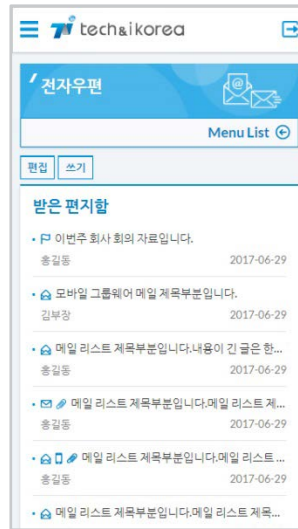 tech&ikorea
전자우편
Menu List
편집 쓰기
받은 편지함
이번주 회사 회의 자료입니다.
홍길동 2017-06-29
모바일 그룹웨어 메일 제목부분입니다.
김부장 2017-06-29
메일 리스트 제목부분입니다.내용이 긴 글은 한...
홍길동 2017-06-29
메일 리스트 제목부분입니다.메일 리스트 제...
홍길동 2017-06-29
메일 리스트 제목부분입니다.메일 리스트 ...
홍길동 2017-06-29
메일 리스트 제목부분입니다.메일 리스트 제목...